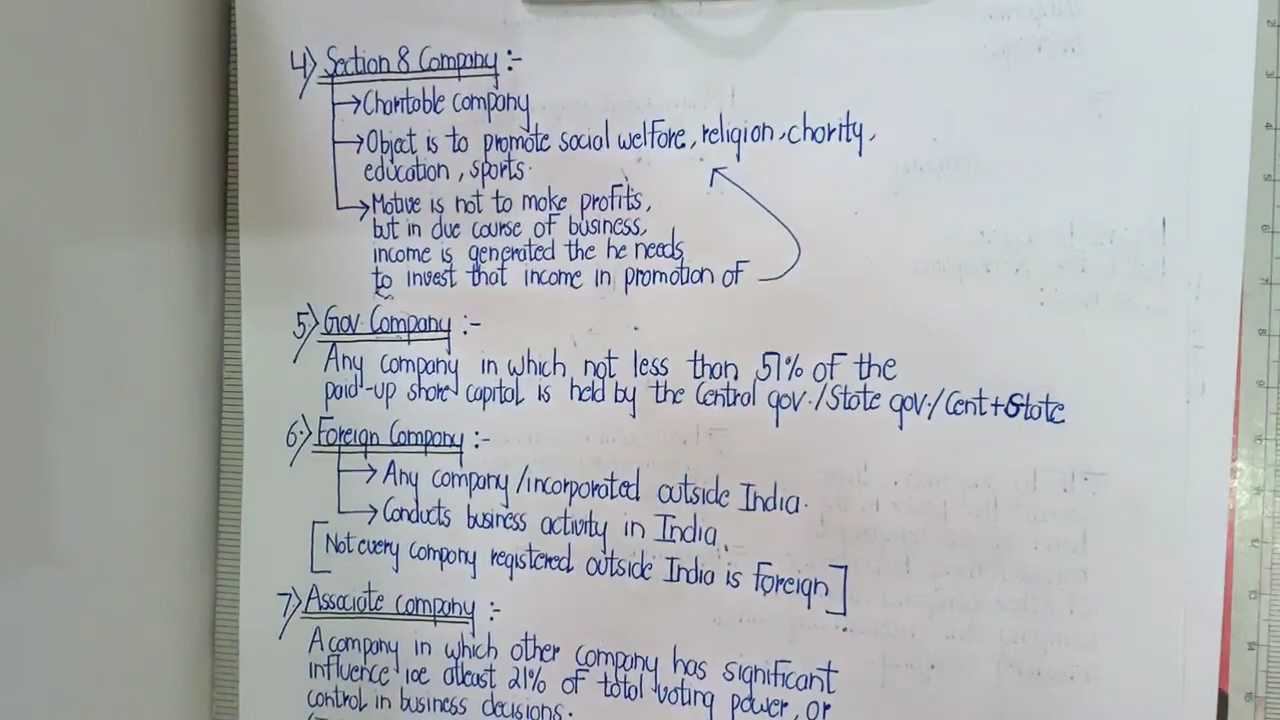 4) Section 8 Company :-
→ Charitable company
→ Object is to promote social welfare, religion, charity,
education, sports.
→ Motive is not to make profits,
but in due course of business,
income is generated the he needs
to invest that income in promotion of
5) Gov. Company :-
Any company in which not less than 51% of the
paid-up share capital is held by the Central gov./State gov./Cent+State
6) Foreign Company :-
→ Any company/incorporated outside India.
→ Conducts business activity in India.
[Not every company registered outside India is Foreign]
7) Associate company :-
A company in which other company has significant
influence ioe atleast 21% of total voting power, or
control in business decisions.